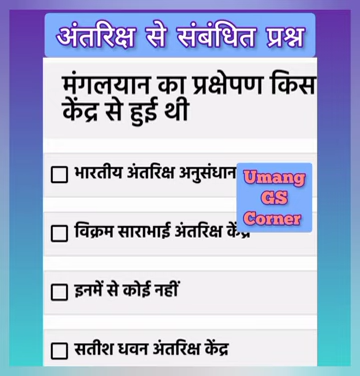 अंतरिक्ष से संबंधित प्रश्न
मंगलयान का प्रक्षेपण किस
केंद्र से हुई थी
भारतीय अंतरिक्ष अनुसंधान
Umang
GS
Corner
विक्रम साराभाई अंतरिक्ष केंद्र
इनमें से कोई नहीं
सतीश धवन अंतरिक्ष केंद्र